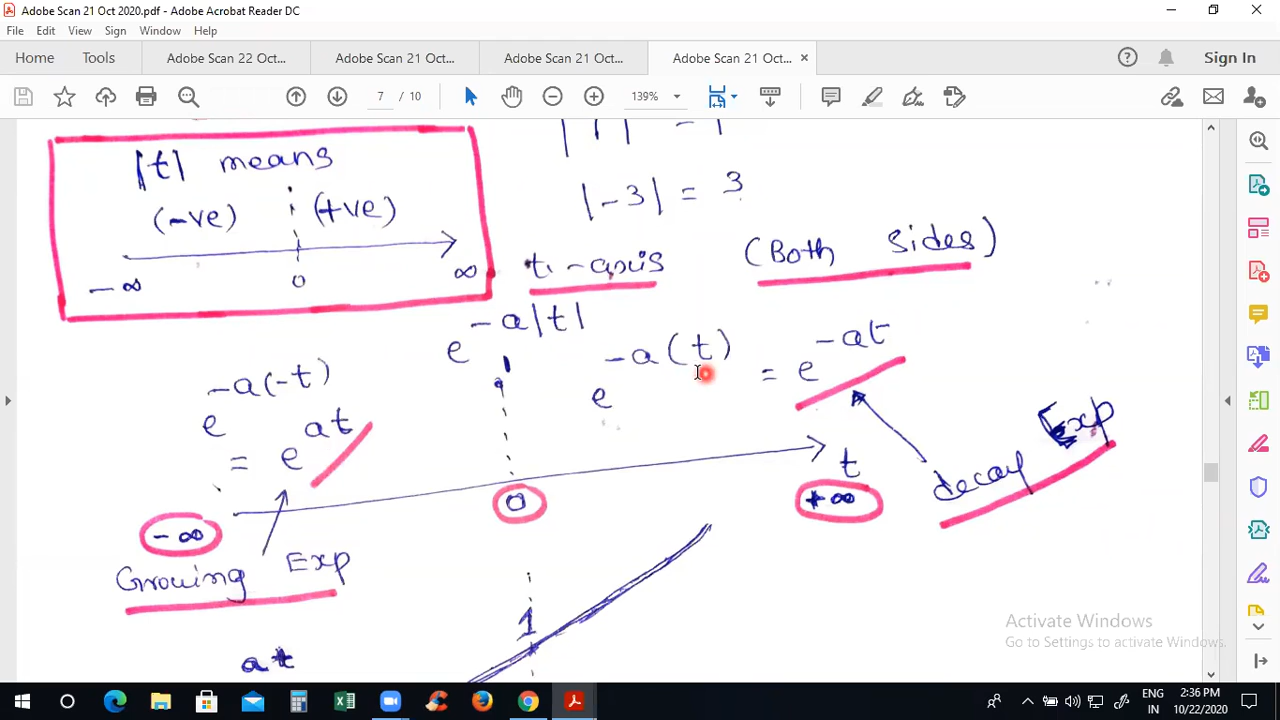 Adobe Scan 21 Oct 2020.pdf - Adobe Acrobat Reader DC
File Edit View Sign Window Help
Home Tools Adobe Scan 22 Oct... Adobe Scan 21 Oct... Adobe Scan 21 Oct... Adobe Scan 21 Oct... × Sign In
7 / 10 139%
|t| means
(-ve) (+ve)
-∞ 0 ∞
|-3| = 3
t - axis (Both sides)
e^{-a|t|}
e^{-a(-t)} e^{-a(t)} = e^{-at}
= e^{at}
decay Exp
t
-∞ 0 +∞
Growing Exp
1
at
Activate Windows
Go to Settings to activate Windows.
ENG 2:36 PM
IN 10/22/2020